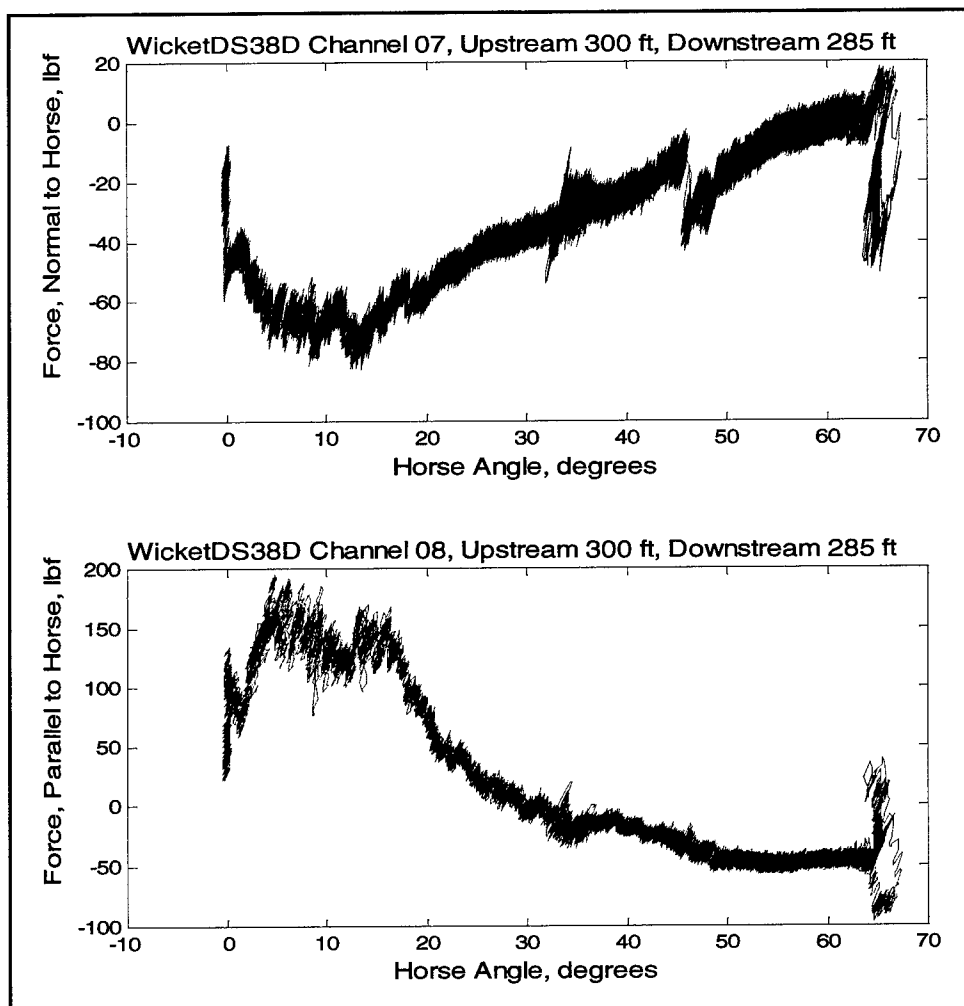 WicketDS38D Channel 07, Upstream 300 ft, Downstream 285 ft
20
0
-20
-40
-60
-80
-100
Force, Normal to Horse, lbf
-10 0 10 20 30 40 50 60 70
Horse Angle, degrees
WicketDS38D Channel 08, Upstream 300 ft, Downstream 285 ft
200
150
100
50
0
-50
-100
Force, Parallel to Horse, lbf
-10 0 10 20 30 40 50 60 70
Horse Angle, degrees